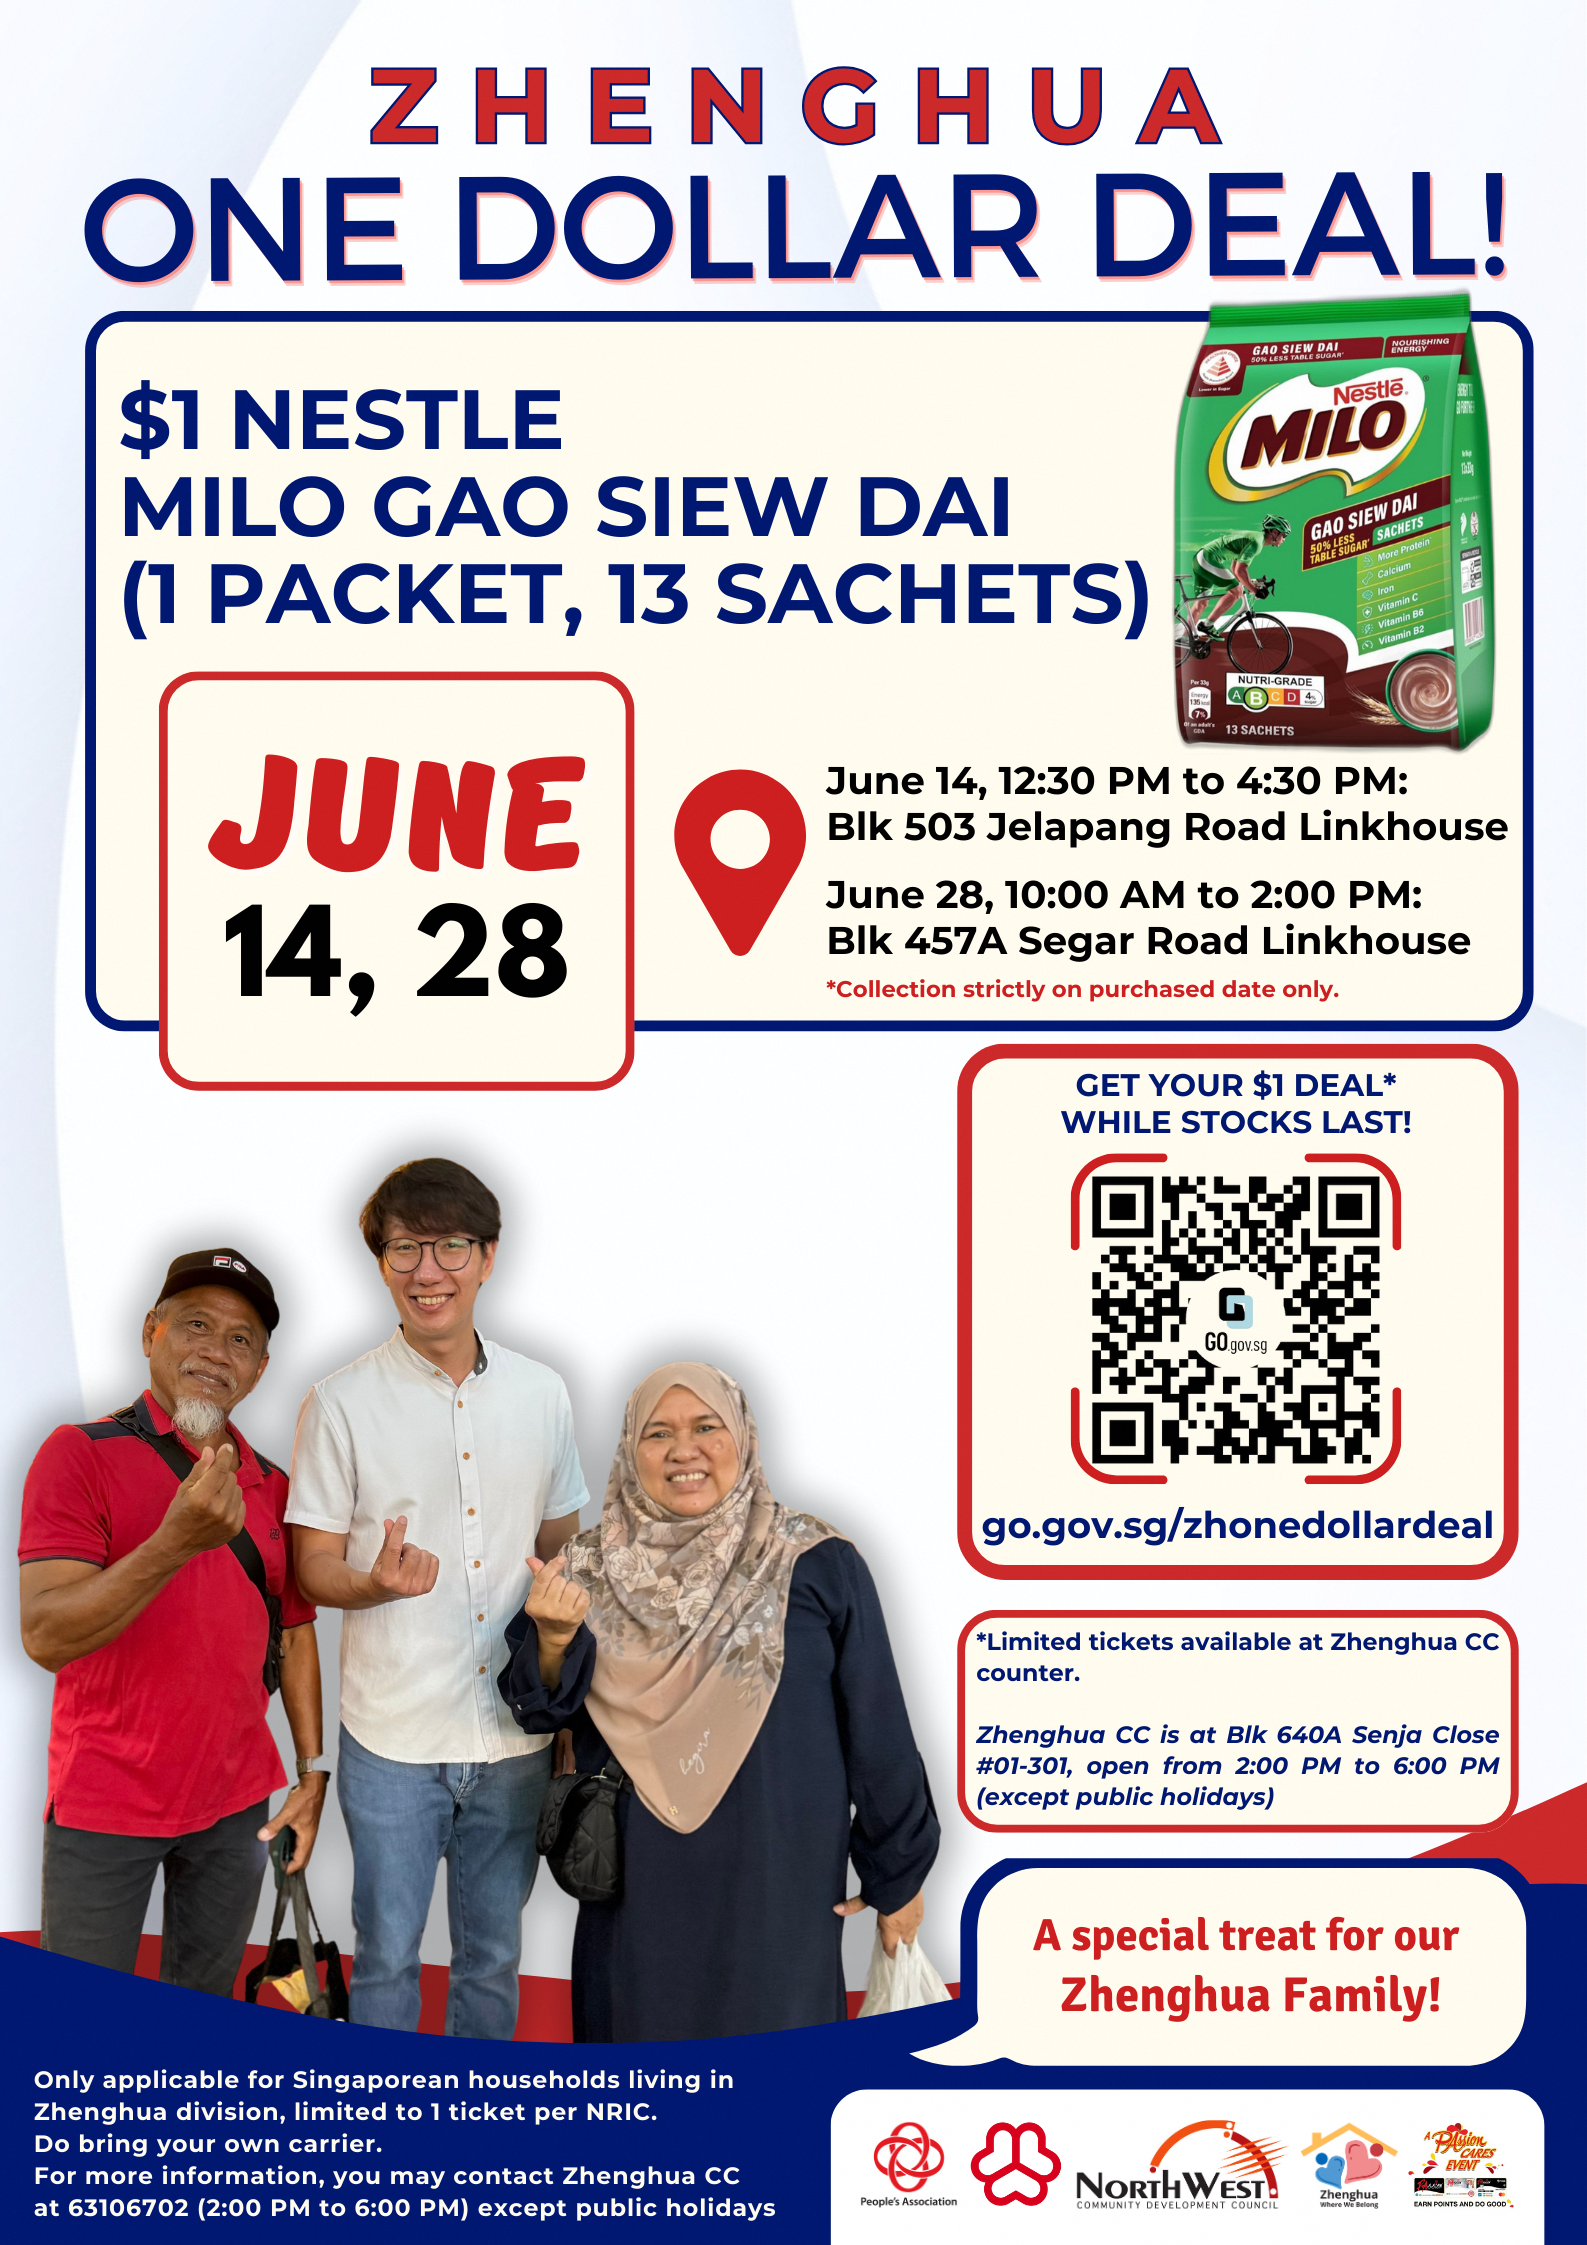 ZHENGHUA
ONE DOLLAR DEAL!
$1 NESTLE
MILO GAO SIEW DAI
(1 PACKET, 13 SACHETS)
GAO SIEW DAI
50% LESS TABLE SUGAR*
NOURISHING
ENERGY
Nestlé
MILO
GAO SIEW DAI
50% LESS
TABLE SUGAR*
SACHETS
More Protein
Calcium
Iron
Vitamin C
Vitamin B6
Vitamin B2
NUTRI-GRADE
A B C D 4%
Per 33g
Energy
135 kcal
7%
13 SACHETS
JUNE
14, 28
June 14, 12:30 PM to 4:30 PM:
Blk 503 Jelapang Road Linkhouse
June 28, 10:00 AM to 2:00 PM:
Blk 457A Segar Road Linkhouse
*Collection strictly on purchased date only.
GET YOUR $1 DEAL*
WHILE STOCKS LAST!
GO.gov.sg
go.gov.sg/zhonedollardeal
*Limited tickets available at Zhenghua CC
counter.
Zhenghua CC is at Blk 640A Senja Close
#01-301, open from 2:00 PM to 6:00 PM
(except public holidays)
A special treat for our
Zhenghua Family!
Only applicable for Singaporean households living in
Zhenghua division, limited to 1 ticket per NRIC.
Do bring your own carrier.
For more information, you may contact Zhenghua CC
at 63106702 (2:00 PM to 6:00 PM) except public holidays
People's Association
NORTHWEST
COMMUNITY DEVELOPMENT COUNCIL
Zhenghua
Where We Belong
A PAssion
CARES
EVENT
EARN POINTS AND DO GOOD